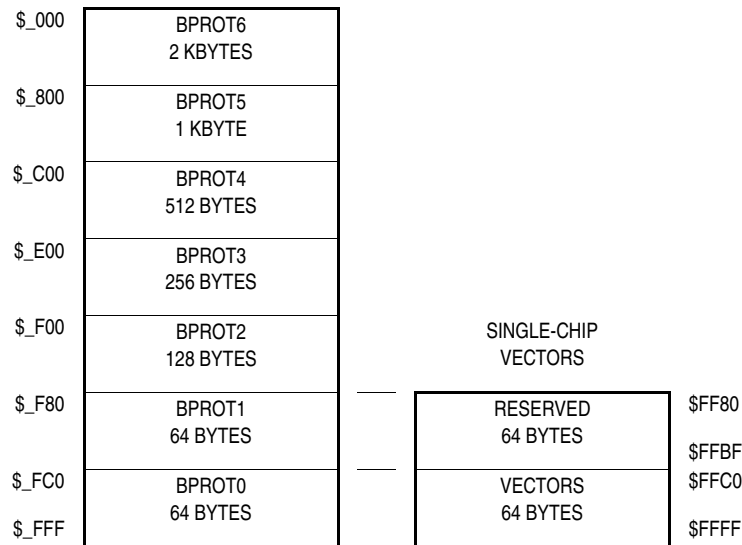 $_000
BPROT6
2 KBYTES
$_800
BPROT5
1 KBYTE
$_C00
BPROT4
512 BYTES
$_E00
BPROT3
256 BYTES
$_F00
BPROT2
128 BYTES
SINGLE-CHIP
VECTORS
$_F80
BPROT1
64 BYTES
RESERVED
64 BYTES
$FF80
$FFBF
$_FC0
BPROT0
64 BYTES
VECTORS
64 BYTES
$FFC0
$_FFF
$FFFF